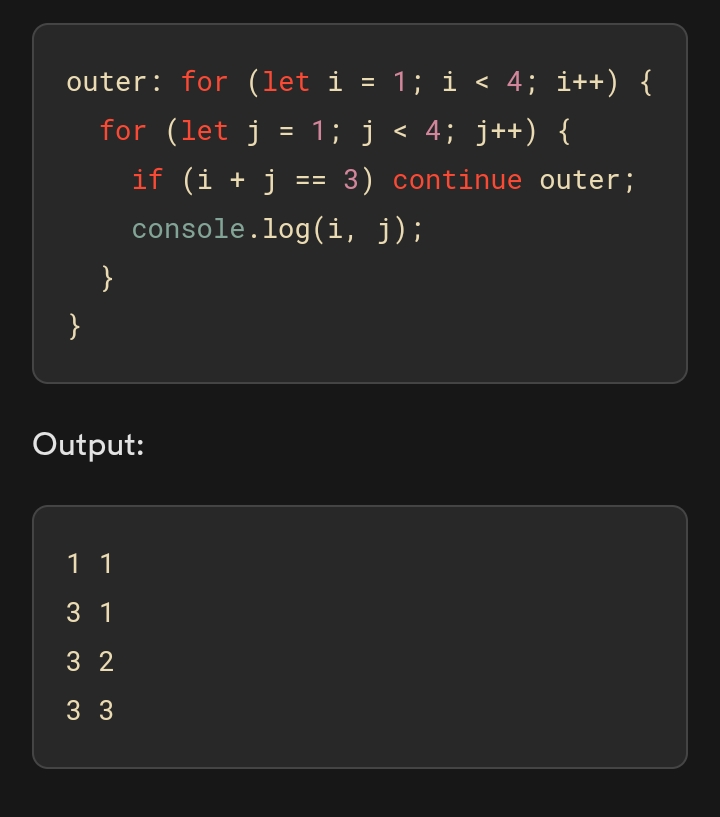 outer: for (let i = 1; i < 4; i++) {
  for (let j = 1; j < 4; j++) {
    if (i + j == 3) continue outer;
    console.log(i, j);
  }
}
Output:
1 1
3 1
3 2
3 3